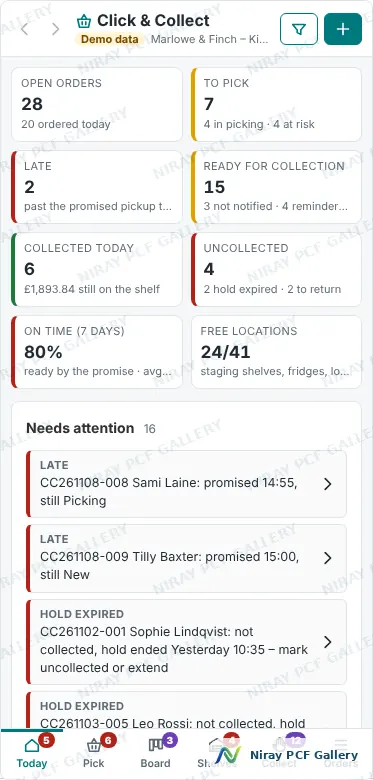 Click & Collect
Demo data Marlowe & Finch – Ki...
OPEN ORDERS
28
20 ordered today
TO PICK
7
4 in picking · 4 at risk
LATE
2
past the promised pickup t...
READY FOR COLLECTION
15
3 not notified · 4 reminder...
COLLECTED TODAY
6
£1,893.84 still on the shelf
UNCOLLECTED
4
2 hold expired · 2 to return
ON TIME (7 DAYS)
80%
ready by the promise · avg...
FREE LOCATIONS
24/41
staging shelves, fridges, lo...
Needs attention 16
LATE
CC261108-008 Sami Laine: promised 14:55,
still Picking
LATE
CC261108-009 Tilly Baxter: promised 15:00,
still New
HOLD EXPIRED
CC261102-001 Sophie Lindqvist: not
collected, hold ended Yesterday 10:35 – mark
uncollected or extend
HOLD EXPIRED
CC261103-005 Leo Rossi: not collected, hold
5 6 3
Today Pick Board Collect Orders
Niray PCF Gallery
NIRAY PCF GALLERY